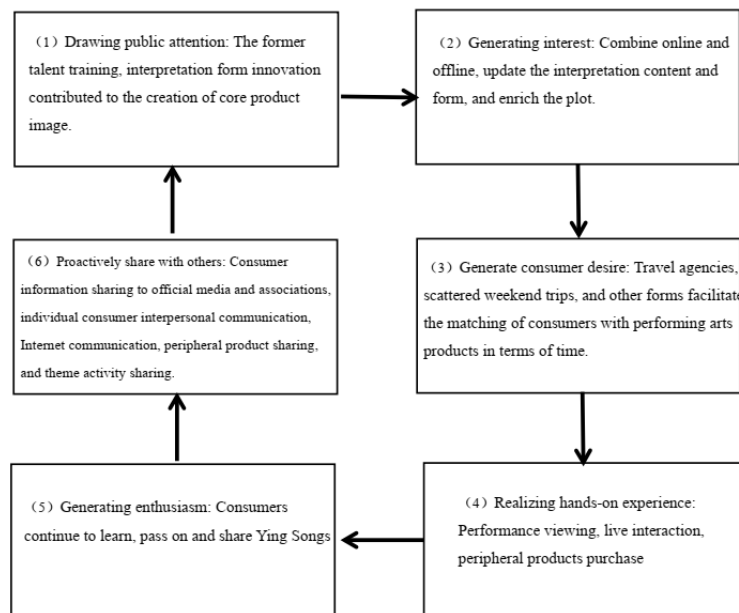 （1）Drawing public attention: The former
talent training, interpretation form innovation
contributed to the creation of core product
image.
（2）Generating interest: Combine online and
offline, update the interpretation content and
form, and enrich the plot.
（3）Generate consumer desire: Travel agencies,
scattered weekend trips, and other forms facilitate
the matching of consumers with performing arts
products in terms of time.
（4）Realizing hands-on experience:
Performance viewing, live interaction,
peripheral products purchase
（5）Generating enthusiasm: Consumers
continue to learn, pass on and share Ying Songs
（6）Proactively share with others: Consumer
information sharing to official media and associations,
individual consumer interpersonal communication,
Internet communication, peripheral product sharing,
and theme activity sharing.